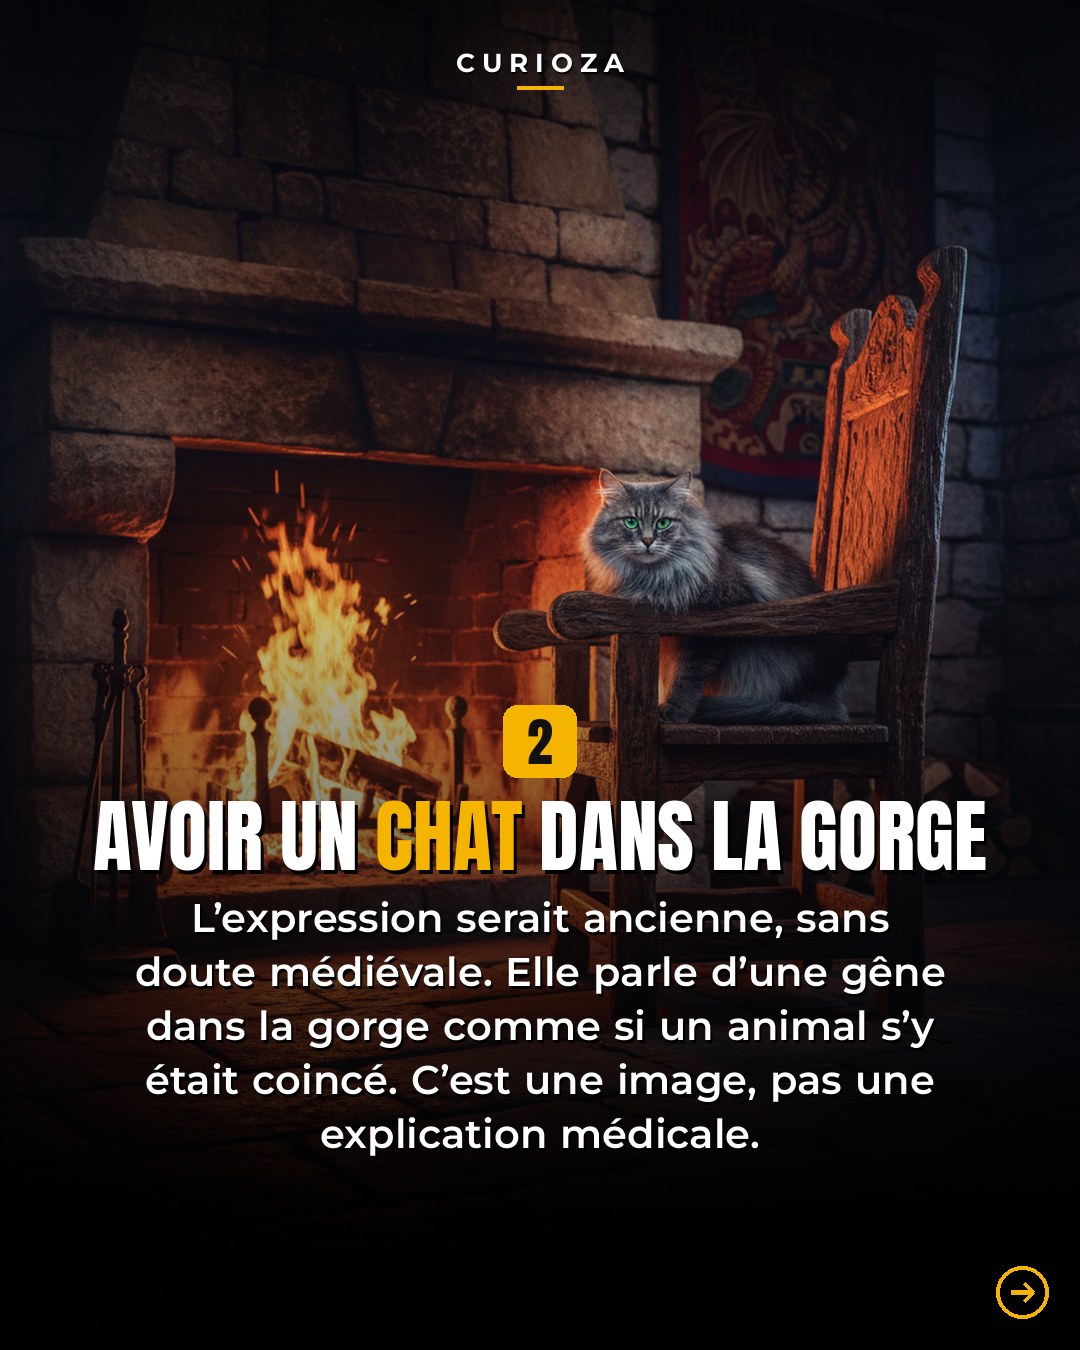 CURIOZA
2
AVOIR UN CHAT DANS LA GORGE
L’expression serait ancienne, sans
doute médiévale. Elle parle d’une gêne
dans la gorge comme si un animal s’y
était coincé. C’est une image, pas une
explication médicale.